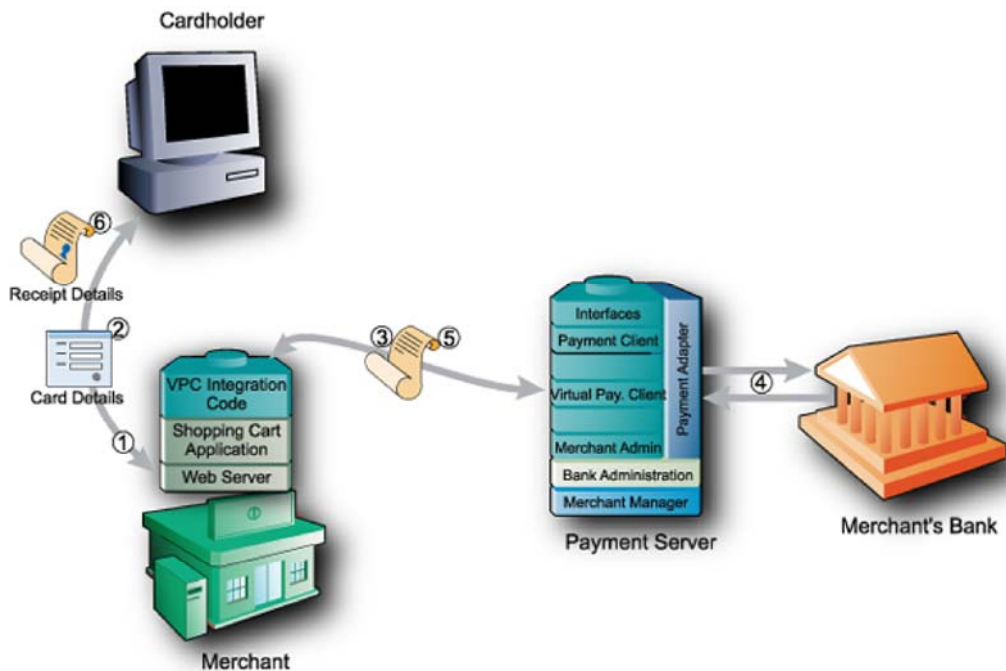 Cardholder
⑥
Receipt Details
②
Card Details
①
VPC Integration
Code
Shopping Cart
Application
Web Server
Merchant
③
⑤
Interfaces
Payment Client
Virtual Pay. Client
Merchant Admin
Payment Adapter
Bank Administration
Merchant Manager
Payment Server
④
Merchant's Bank